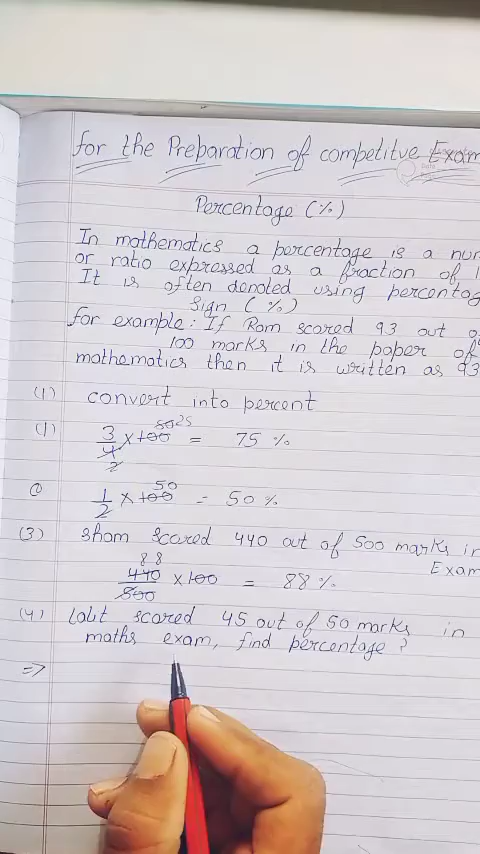 for the Preparation of competitve Exam
Percentage (%)
In mathematics a percentage is a
or ratio expressed as a fraction of
It is often denoted using
Sign (%)
for example: If Ram scored 93 out
100 marks in the paper of
mathematics then it is written as 93
(1) convert into percent
(1) 3/4 × 100 50 25 = 75 %
2
1/2 × 100 50 = 50 %
(3) Sham scored 440 out of 500 marks in
Exam
88
440/500 × 100 = 88 %
(4) Lalit scored 45 out of 50 marks in
maths exam, find percentage ?
=>